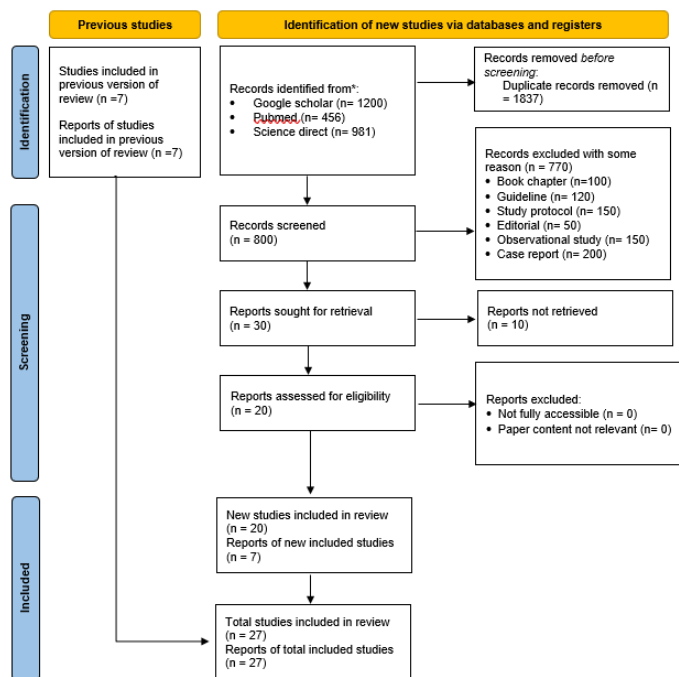 Previous studies
Identification of new studies via databases and registers
Identification
Studies included in
previous version of
review (n =7)
Reports of studies
included in previous
version of review (n =7)
Records identified from*:
• Google scholar (n= 1200)
• Pubmed (n= 456)
• Science direct (n= 981)
Records removed before
screening:
Duplicate records removed (n
= 1837)
Records excluded with some
reason (n = 770)
• Book chapter (n=100)
• Guideline (n= 120)
• Study protocol (n= 150)
• Editorial (n= 50)
• Observational study (n= 150)
• Case report (n= 200)
Screening
Records screened
(n = 800)
Reports sought for retrieval
(n = 30)
Reports not retrieved
(n = 10)
Reports assessed for eligibility
(n = 20)
Reports excluded:
• Not fully accessible (n = 0)
• Paper content not relevant (n= 0)
Included
New studies included in review
(n = 20)
Reports of new included studies
(n = 7)
Total studies included in review
(n = 27)
Reports of total included studies
(n = 27)